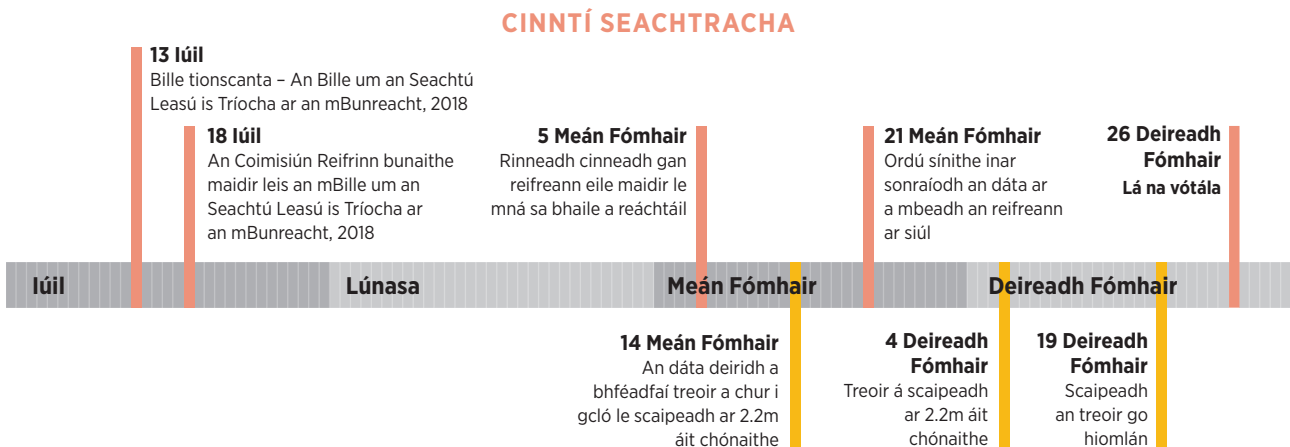 CINNTÍ SEACHTRACHA
13 Iúil
Bille tionscanta – An Bille um an Seachtú
Leasú is Tríocha ar an mBunreacht, 2018
18 Iúil
An Coimisiún Reifrinn bunaithe
maidir leis an mBille um an
Seachtú Leasú is Tríocha ar
an mBunreacht, 2018
5 Meán Fómhair
Rinneadh cinneadh gan
reifreann eile maidir le
mná sa bhaile a reáchtáil
21 Meán Fómhair
Ordú sínithe inar
sonraíodh an dáta ar
a mbeadh an reifreann
ar siúl
26 Deireadh
Fómhair
Lá na vótála
Iúil
Lúnasa
Meán Fómhair
Deireadh Fómhair
14 Meán Fómhair
An dáta deiridh a
bhféadfaí treoir a chur i
gcló le scaipeadh ar 2.2m
áit chónaithe
4 Deireadh
Fómhair
Treoir á scaipeadh
ar 2.2m áit
chónaithe
19 Deireadh
Fómhair
Scaipeadh
an treoir go
hiomlán